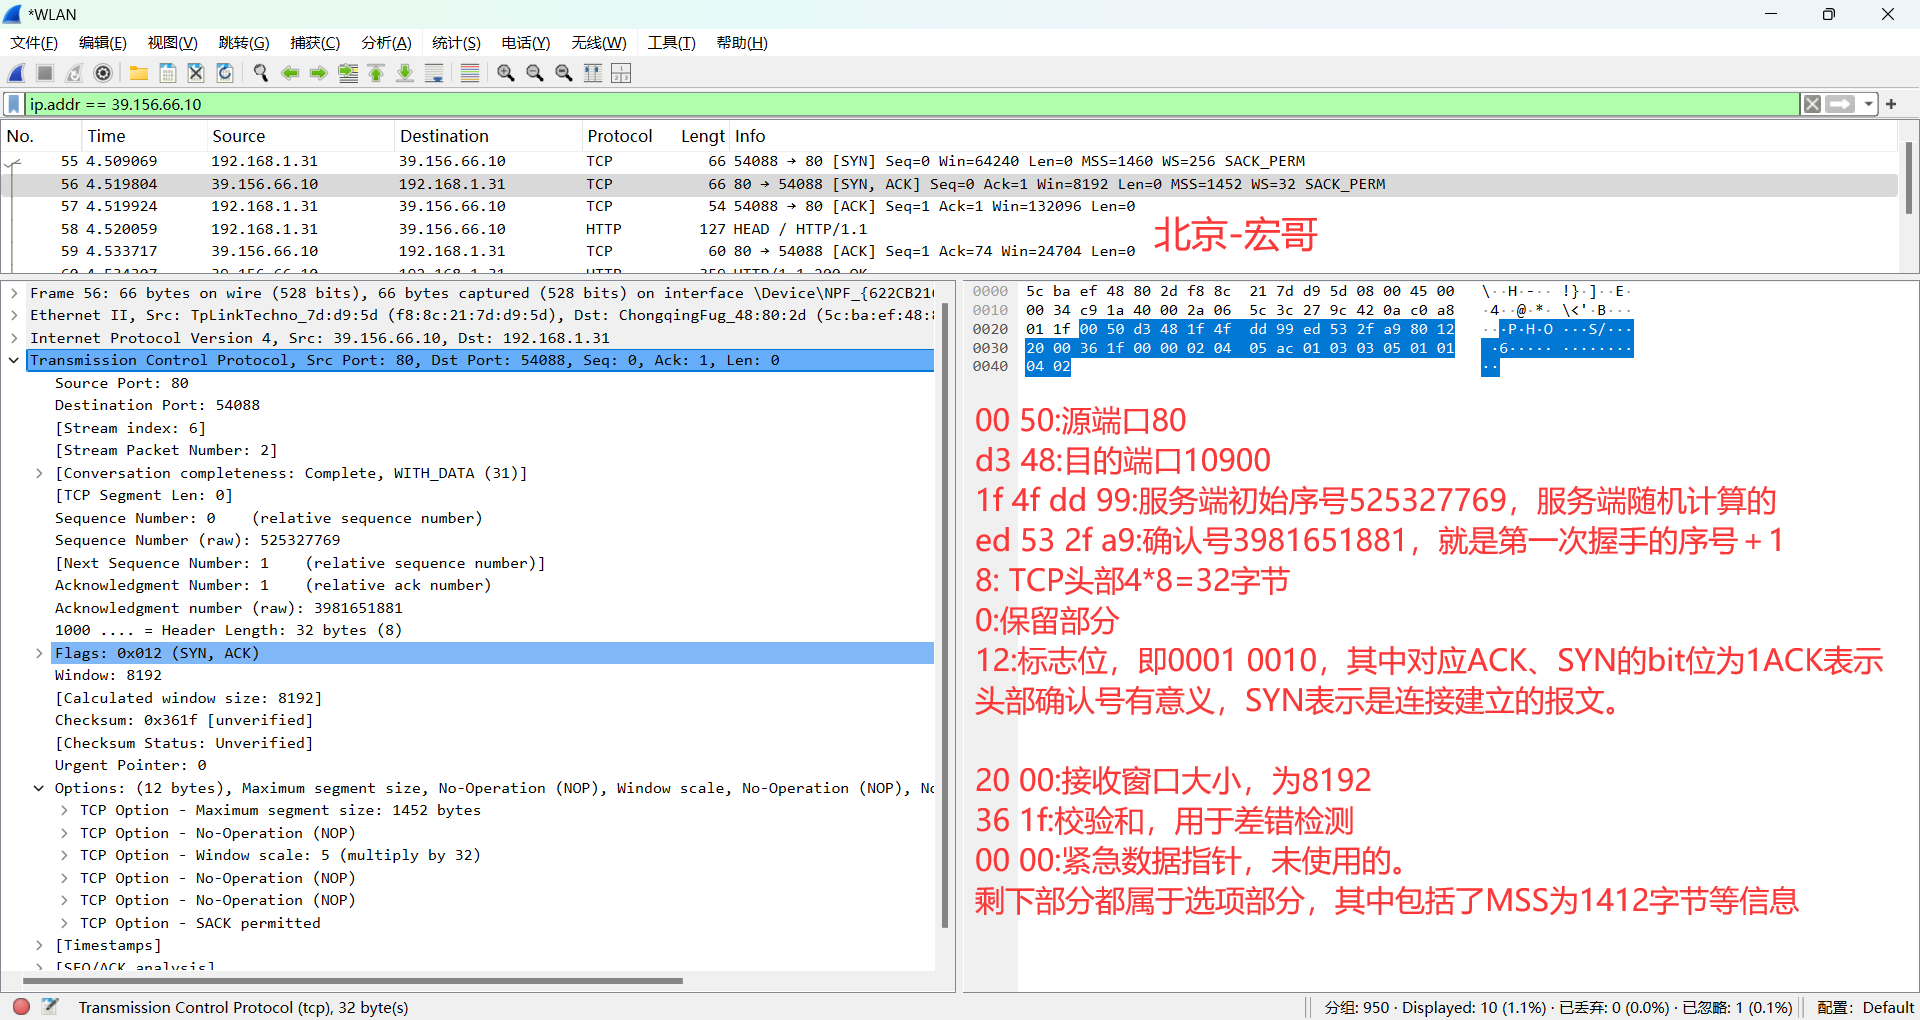 *WLAN
文件(F) 编辑(E) 视图(V) 跳转(G) 捕获(C) 分析(A) 统计(S) 电话(Y) 无线(W) 工具(T) 帮助(H)
ip.addr == 39.156.66.10
No. Time Source Destination Protocol Lengt Info
55 4.509069 192.168.1.31 39.156.66.10 TCP 66 54088 → 80 [SYN] Seq=0 Win=64240 Len=0 MSS=1460 WS=256 SACK_PERM
56 4.519804 39.156.66.10 192.168.1.31 TCP 66 80 → 54088 [SYN, ACK] Seq=0 Ack=1 Win=8192 Len=0 MSS=1452 WS=32 SACK_PERM
57 4.519924 192.168.1.31 39.156.66.10 TCP 54 54088 → 80 [ACK] Seq=1 Ack=1 Win=132096 Len=0
58 4.520059 192.168.1.31 39.156.66.10 HTTP 127 HEAD / HTTP/1.1
59 4.533717 39.156.66.10 192.168.1.31 TCP 60 80 → 54088 [ACK] Seq=1 Ack=74 Win=24704 Len=0
北京-宏哥
Frame 56: 66 bytes on wire (528 bits), 66 bytes captured (528 bits) on interface \Device\NPF_{622CB21
Ethernet II, Src: TpLinkTechno_7d:d9:5d (f8:8c:21:7d:d9:5d), Dst: ChongqingFug_48:80:2d (5c:ba:ef:48:
Internet Protocol Version 4, Src: 39.156.66.10, Dst: 192.168.1.31
Transmission Control Protocol, Src Port: 80, Dst Port: 54088, Seq: 0, Ack: 1, Len: 0
Source Port: 80
Destination Port: 54088
[Stream index: 6]
[Stream Packet Number: 2]
[Conversation completeness: Complete, WITH_DATA (31)]
[TCP Segment Len: 0]
Sequence Number: 0 (relative sequence number)
Sequence Number (raw): 525327769
[Next Sequence Number: 1 (relative sequence number)]
Acknowledgment Number: 1 (relative ack number)
Acknowledgment number (raw): 3981651881
1000 .... = Header Length: 32 bytes (8)
Flags: 0x012 (SYN, ACK)
Window: 8192
[Calculated window size: 8192]
Checksum: 0x361f [unverified]
[Checksum Status: Unverified]
Urgent Pointer: 0
Options: (12 bytes), Maximum segment size, No-Operation (NOP), Window scale, No-Operation (NOP), No
TCP Option - Maximum segment size: 1452 bytes
TCP Option - No-Operation (NOP)
TCP Option - Window scale: 5 (multiply by 32)
TCP Option - No-Operation (NOP)
TCP Option - No-Operation (NOP)
TCP Option - SACK permitted
[Timestamps]
[SEQ/ACK analysis]
0000 5c ba ef 48 80 2d f8 8c 21 7d d9 5d 08 00 45 00 \··H·-·· !}·]··E·
0010 00 34 c9 1a 40 00 2a 06 5c 3c 27 9c 42 0a c0 a8 ·4··@·*· \<'·B···
0020 01 1f 00 50 d3 48 1f 4f dd 99 ed 53 2f a9 80 12 ···P·H·O ···S/···
0030 20 00 36 1f 00 00 02 04 05 ac 01 03 03 05 01 01 ·6····· ········
0040 04 02 ··
00 50:源端口80
d3 48:目的端口10900
1f 4f dd 99:服务端初始序号525327769，服务端随机计算的
ed 53 2f a9:确认号3981651881，就是第一次握手的序号＋1
8: TCP头部4*8=32字节
0:保留部分
12:标志位，即0001 0010，其中对应ACK、SYN的bit位为1ACK表示
头部确认号有意义，SYN表示是连接建立的报文。
20 00:接收窗口大小，为8192
36 1f:校验和，用于差错检测
00 00:紧急数据指针，未使用的。
剩下部分都属于选项部分，其中包括了MSS为1412字节等信息
Transmission Control Protocol (tcp), 32 byte(s)
分组: 950 · Displayed: 10 (1.1%) · 已丢弃: 0 (0.0%) · 已忽略: 1 (0.1%)
配置: Default